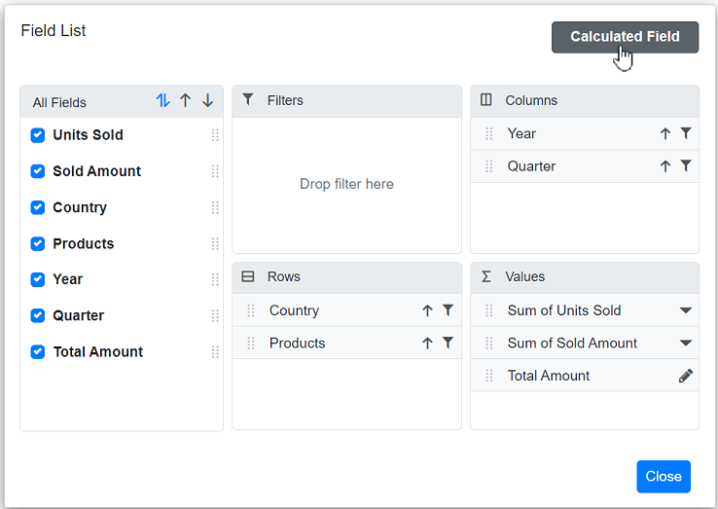 Field List
Calculated Field
All Fields
Units Sold
Sold Amount
Country
Products
Year
Quarter
Total Amount
Filters
Drop filter here
Columns
Year
Quarter
Rows
Country
Products
Σ Values
Sum of Units Sold
Sum of Sold Amount
Total Amount
Close